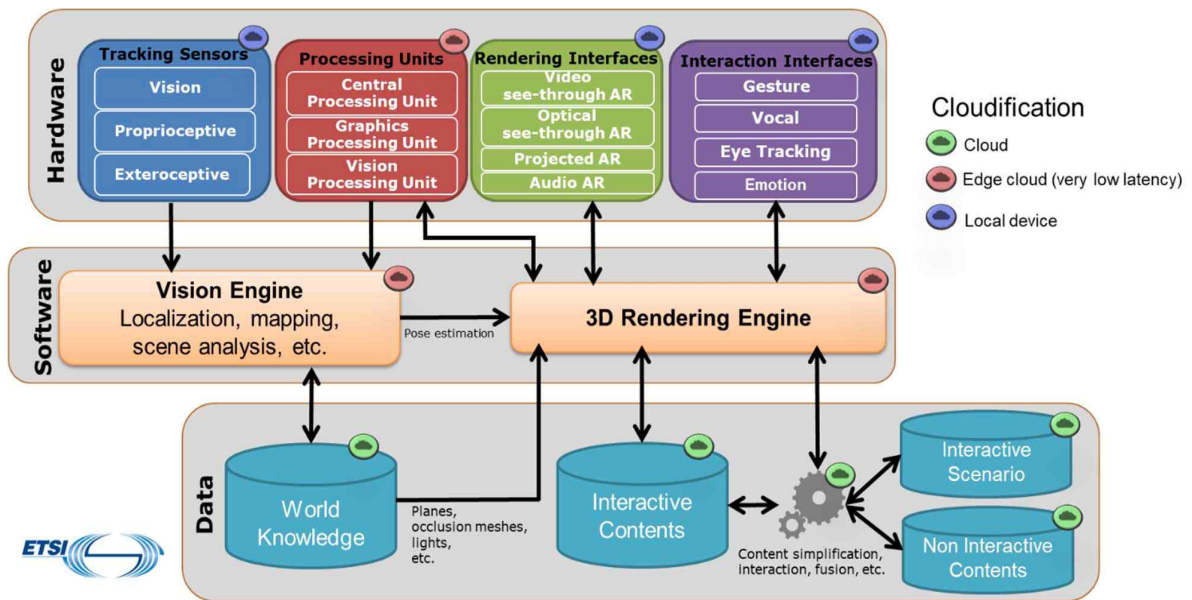 Hardware
Tracking Sensors
Vision
Proprioceptive
Exteroceptive
Processing Units
Central
Processing Unit
Graphics
Processing Unit
Vision
Processing Unit
Rendering Interfaces
Video
see-through AR
Optical
see-through AR
Projected AR
Audio AR
Interaction Interfaces
Gesture
Vocal
Eye Tracking
Emotion
Cloudification
Cloud
Edge cloud (very low latency)
Local device
Software
Vision Engine
Localization, mapping,
scene analysis, etc.
Pose estimation
3D Rendering Engine
Data
World
Knowledge
Planes,
occlusion meshes,
lights,
etc.
Interactive
Contents
Content simplification,
interaction, fusion, etc.
Interactive
Scenario
Non Interactive
Contents
ETSI